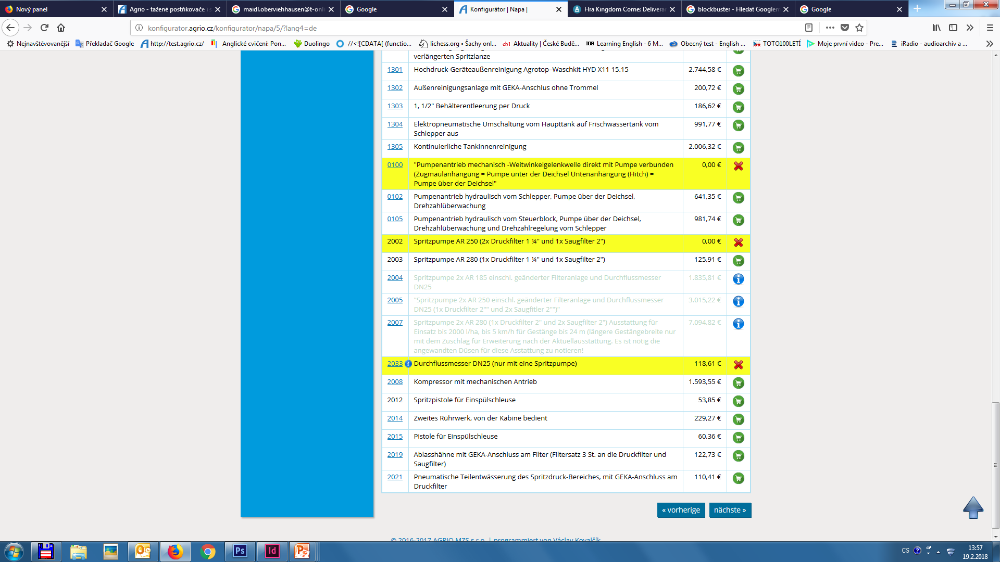 Nový panel
Agrio - tažené postřikovače i s
maidl.oberviehhausen@t-onli
Google
Konfigurátor | Napa |
Hra Kingdom Come: Deliveran
blockbuster - Hledat Googlem
Google
konfigurator.agrio.cz/konfigurator/napa/5/?lang4=de
Nejnavštěvovanější
Překladač Google
http://test.agrio.cz/
Anglické cvičení: Pon...
Duolingo
//<![CDATA[ (functio...
lichess.org • Šachy onl...
Aktuality | České Budě...
Learning English - 6 M...
Obecný test - English ...
TOTO100LETÍ
Moje první video - Pre...
iRadio - audioarchiv a ...
verlängerten Spritzlanze
1301 Hochdruck-Geräteaußenreinigung Agrotop–Waschkit HYD X11 15.15 2.744,58 €
1302 Außenreinigungsanlage mit GEKA-Anschlus ohne Trommel 200,72 €
1303 1, 1/2" Behälterentleerung per Druck 186,62 €
1304 Elektropneumatische Umschaltung vom Haupttank auf Frischwassertank vom 991,77 €
Schlepper aus
1305 Kontinuierliche Tankinnenreinigung 2.006,32 €
0100 "Pumpenantrieb mechanisch -Weitwinkelgelenkwelle direkt mit Pumpe verbunden 0,00 €
(Zugmaulanhängung = Pumpe unter der Deichsel Untenanhängung (Hitch) =
Pumpe über der Deichsel"
0102 Pumpenantrieb hydraulisch vom Schlepper, Pumpe über der Deichsel, 641,35 €
Drehzahlüberwachung
0105 Pumpenantrieb hydraulisch vom Steuerblock, Pumpe über der Deichsel, 981,74 €
Drehzahlüberwachung und Drehzahlregelung vom Schlepper
2002 Spritzpumpe AR 250 (2x Druckfilter 1 ¼" und 1x Saugfilter 2") 0,00 €
2003 Spritzpumpe AR 280 (1x Druckfilter 1 ¼" und 1x Saugfilter 2") 125,91 €
2004 Spritzpumpe 2x AR 185 einschl. geänderter Filteranlage und Durchflussmesser 1.835,81 €
DN25
2005 "Spritzpumpe 2x AR 250 einschl. geänderter Filteranlage und Durchflussmesser 3.015,22 €
DN25 (1x Druckfilter 2"" und 2x Saugfitler 2"")"
2007 Spritzpumpe 2x AR 280 (1x Druckfilter 2" und 2x Saugfilter 2") Ausstattung für 7.094,82 €
Einsatz bis 2000 l/ha, bis 5 km/h für Gestänge bis 24 m (längere Gestängebreite nur
mit dem Zuschlag für Erweiterung nach der Aktuellausstattung. Es ist nötig die
angewandten Düsen für diese Asstattung zu notieren!
2033 Durchflussmesser DN25 (nur mit eine Spritzpumpe) 118,61 €
2008 Kompressor mit mechanischen Antrieb 1.593,55 €
2012 Spritzpistole für Einspülschleuse 53,85 €
2014 Zweites Rührwerk, von der Kabine bedient 229,27 €
2015 Pistole für Einspülschleuse 60,36 €
2019 Ablasshähne mit GEKA-Anschluss am Filter (Filtersatz 3 St. an die Druckfilter und 122,73 €
Saugfilter)
2021 Pneumatische Teilentwässerung des Spritzdruck-Bereiches, mit GEKA-Anschluss am 110,41 €
Druckfilter
« vorherige nächste »
© 2016-2017 AGRIO MZS s.r.o. | programmiert von Václav Kovalčík
CS
13:57
19.2.2018